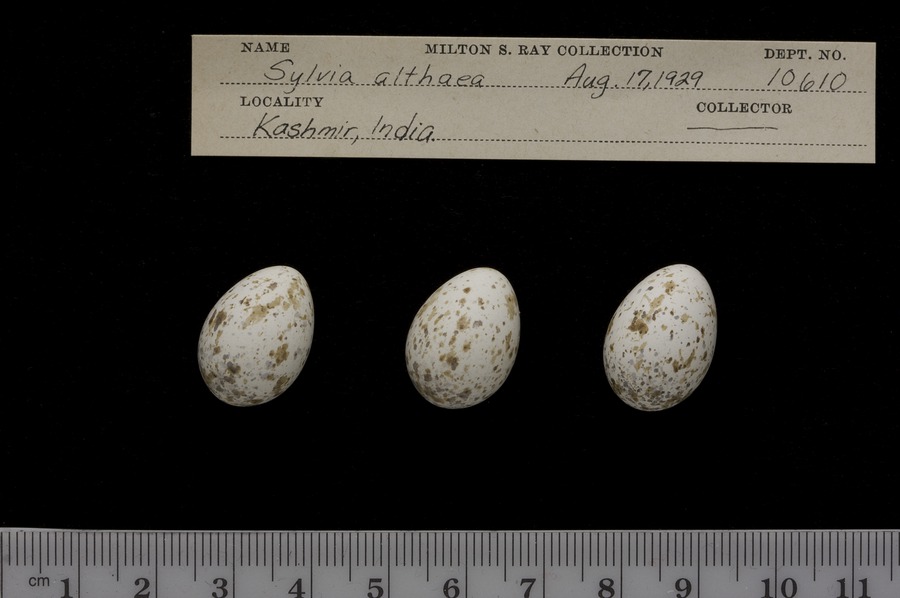 NAME MILTON S. RAY COLLECTION DEPT. NO.
Sylvia althaea Aug. 17, 1929 10610
LOCALITY COLLECTOR
Kashmir, India
cm 1 2 3 4 5 6 7 8 9 10 11